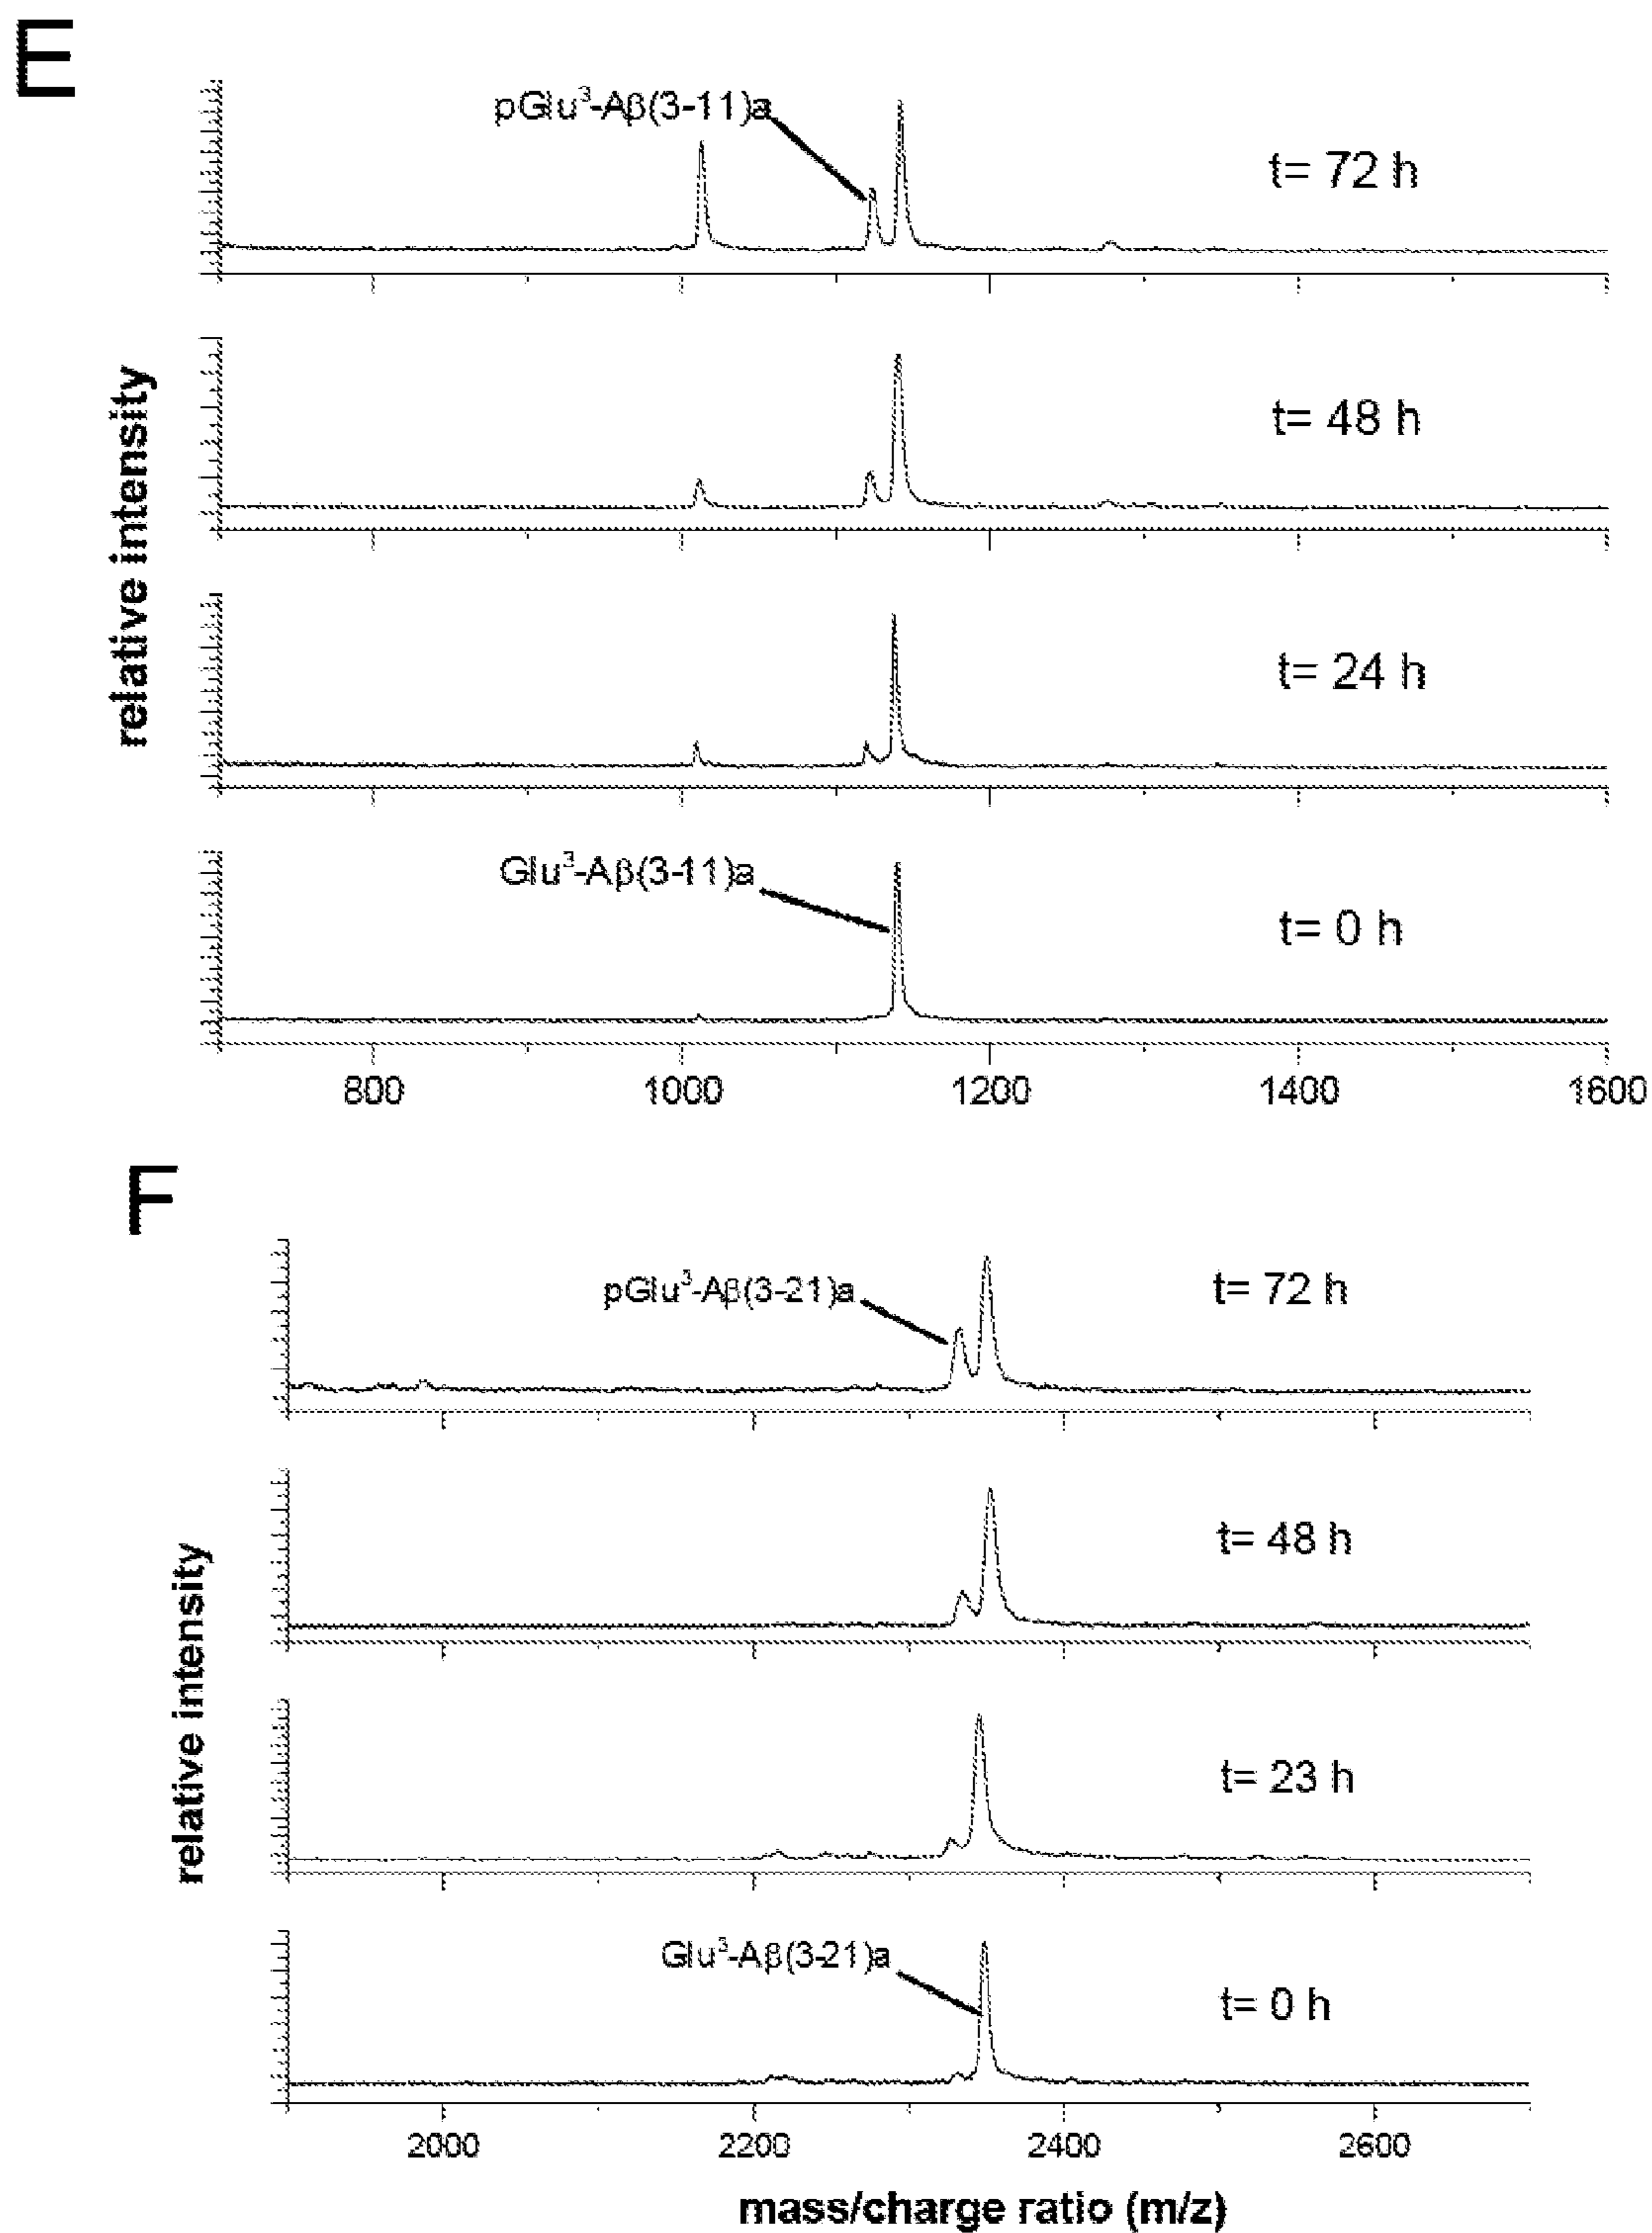 E
pGlu³-Aβ(3-11)a
t= 72 h
t= 48 h
relative intensity
t= 24 h
Glu³-Aβ(3-11)a
t= 0 h
800 1000 1200 1400 1600
F
pGlu³-Aβ(3-21)a
t= 72 h
t= 48 h
relative intensity
t= 23 h
Glu³-Aβ(3-21)a
t= 0 h
2000 2200 2400 2600
mass/charge ratio (m/z)